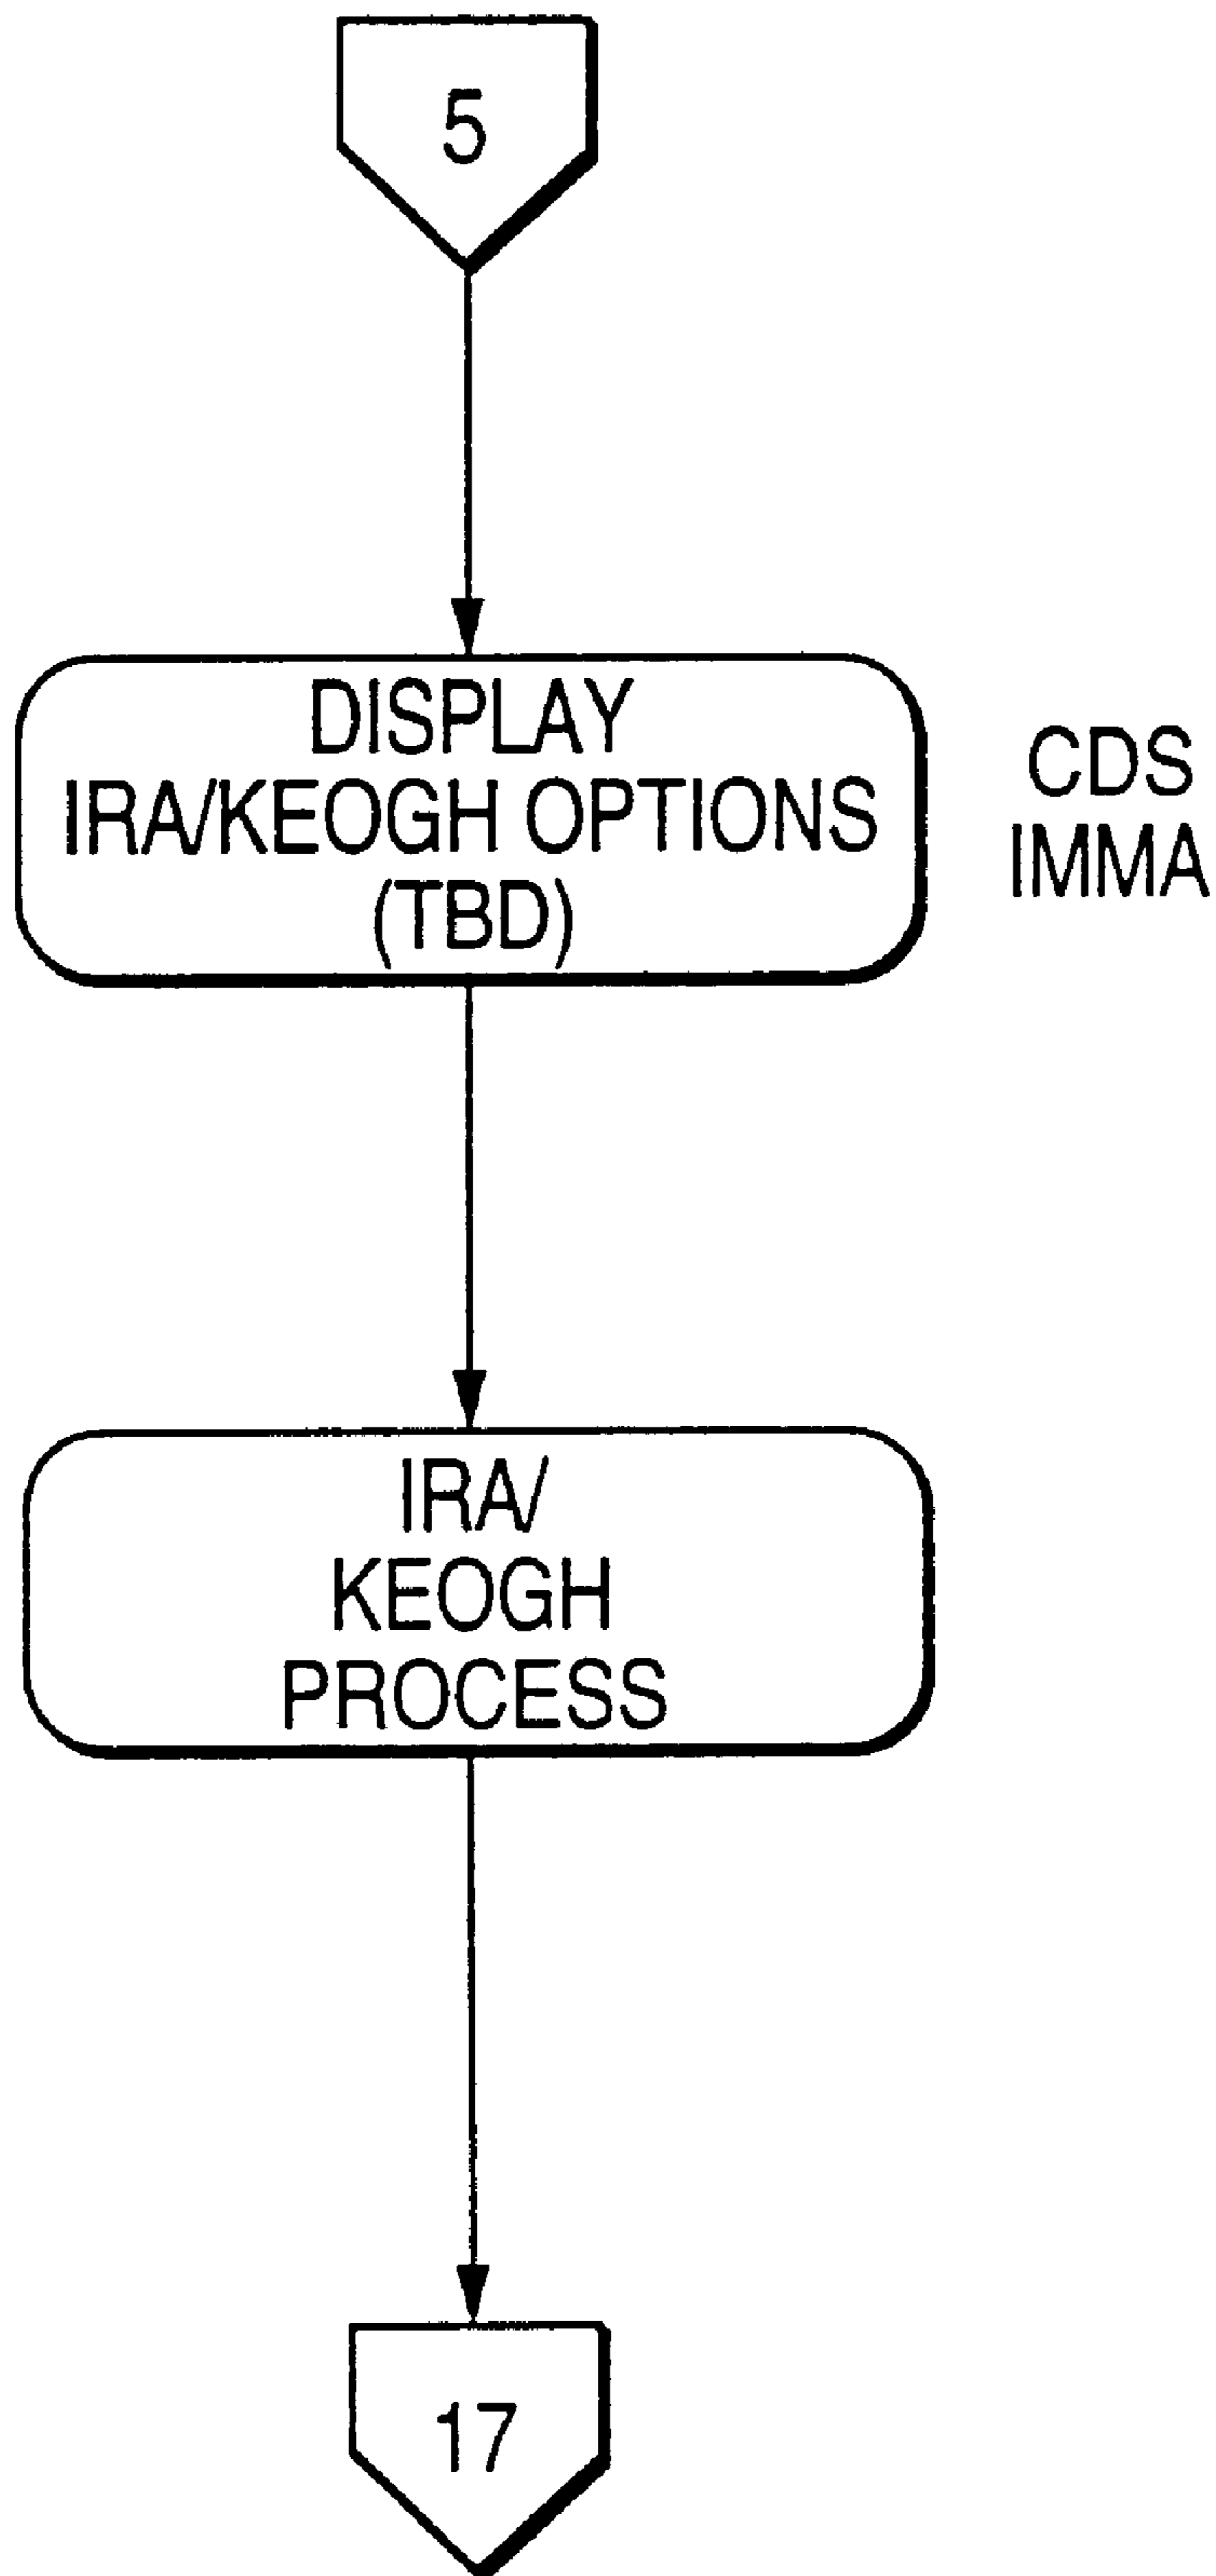 5
DISPLAY
IRA/KEOGH OPTIONS
(TBD)
CDS
IMMA
IRA/
KEOGH
PROCESS
17